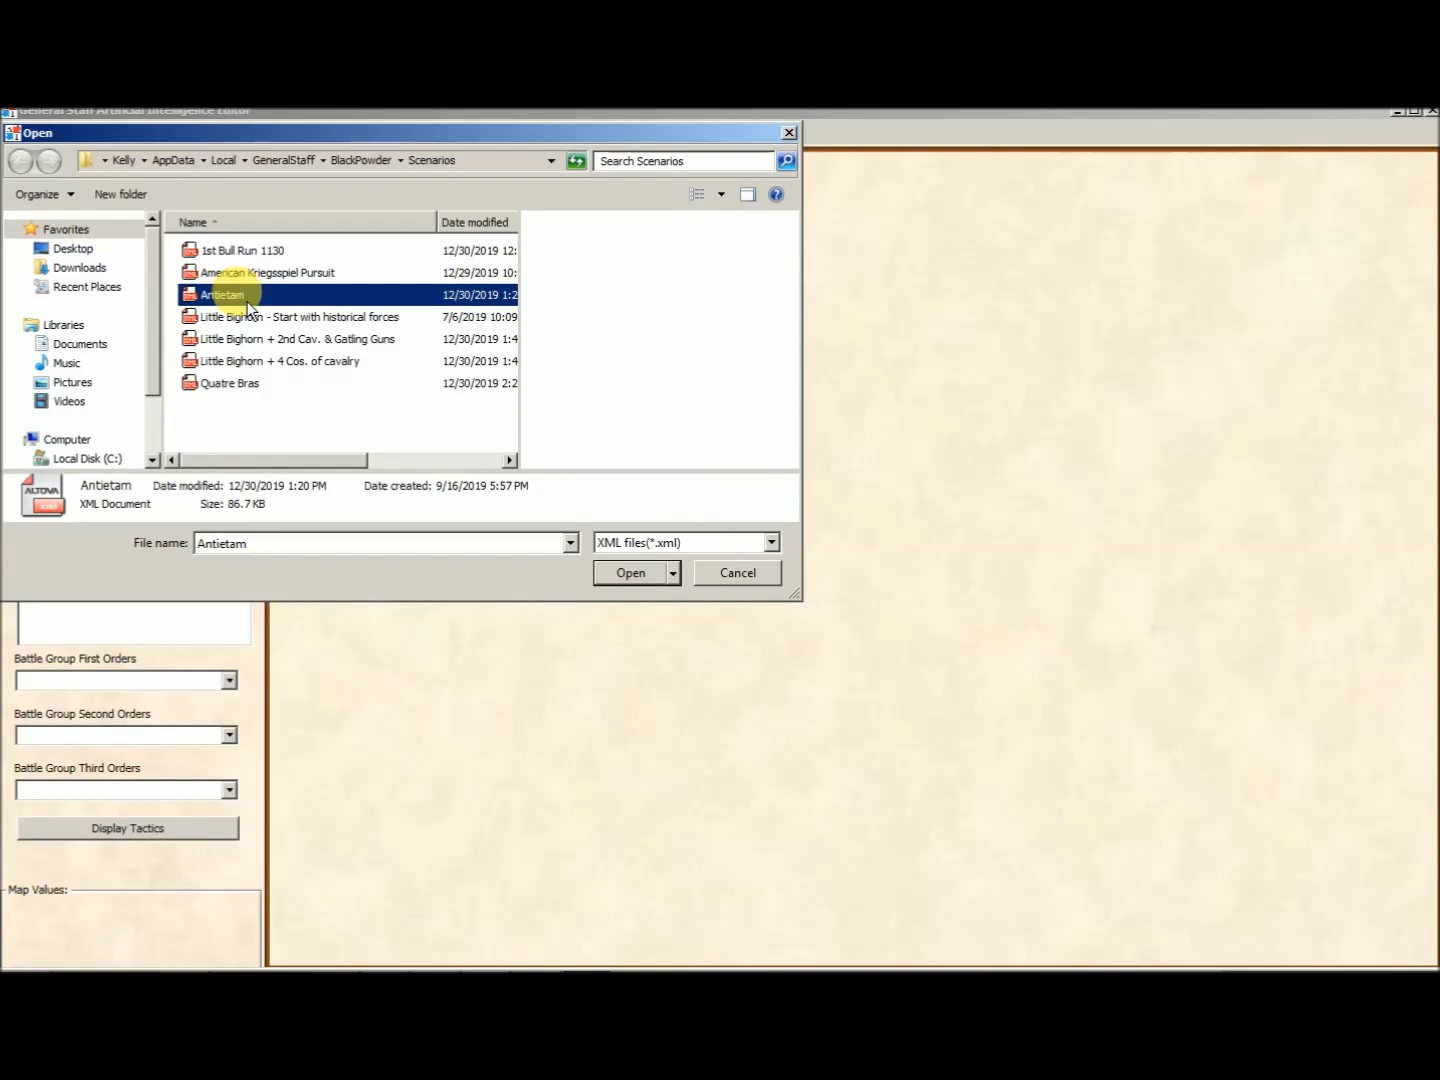 General Staff Artificial Intelligence Editor
Open
Kelly AppData Local GeneralStaff BlackPowder Scenarios
Search Scenarios
Organize New folder
Favorites
Desktop
Downloads
Recent Places
Libraries
Documents
Music
Pictures
Videos
Computer
Local Disk (C:)
Name Date modified
1st Bull Run 1130 12/30/2019 12:
American Kriegsspiel Pursuit 12/29/2019 10:
Antietam 12/30/2019 1:2
Little Bighorn - Start with historical forces 7/6/2019 10:09
Little Bighorn + 2nd Cav. & Gatling Guns 12/30/2019 1:4
Little Bighorn + 4 Cos. of cavalry 12/30/2019 1:4
Quatre Bras 12/30/2019 2:2
ALTOVA
xml
Antietam Date modified: 12/30/2019 1:20 PM Date created: 9/16/2019 5:57 PM
XML Document Size: 86.7 KB
File name: Antietam XML files(*.xml)
Open Cancel
Battle Group First Orders
Battle Group Second Orders
Battle Group Third Orders
Display Tactics
Map Values: